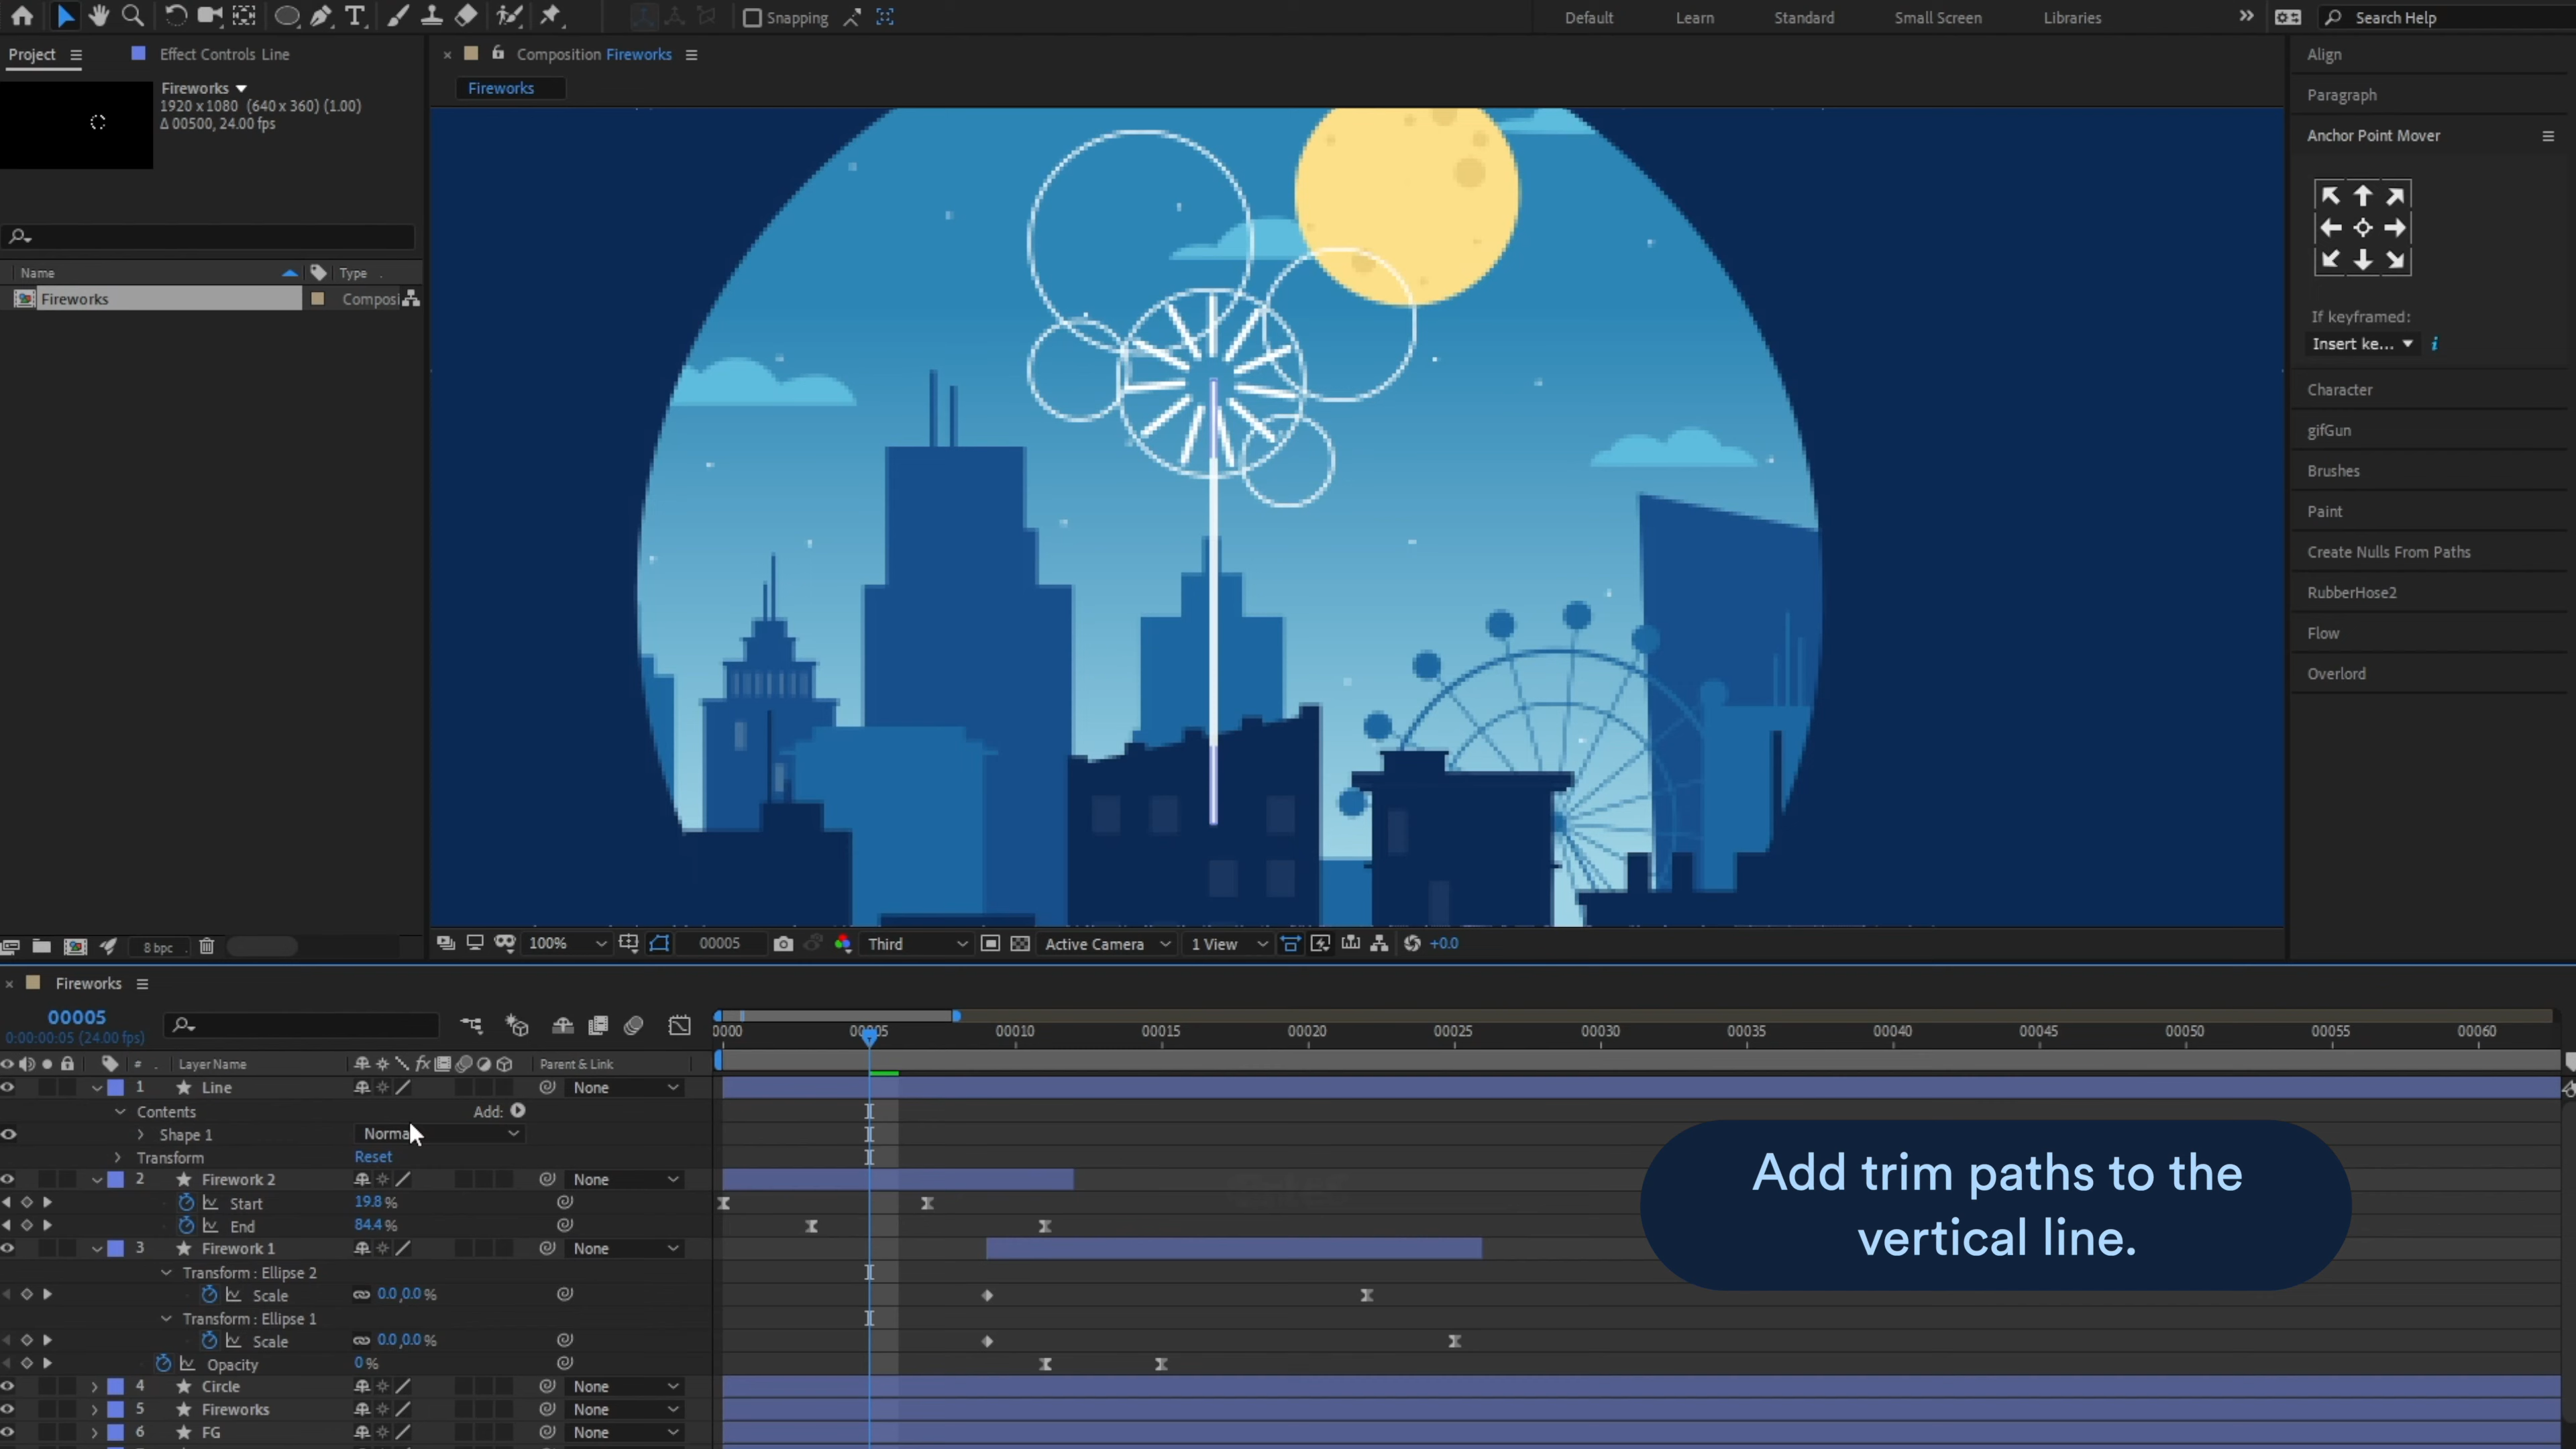 Snapping
Default
Learn
Standard
Small Screen
Libraries
Search Help
Project
Effect Controls Line
Composition Fireworks
Fireworks
Fireworks
1920 x 1080 (640 x 360) (1.00)
Δ 00500, 24.00 fps
Name
Type
Fireworks
Composi
Align
Paragraph
Anchor Point Mover
If keyframed:
Insert ke...
Character
gifGun
Brushes
Paint
Create Nulls From Paths
RubberHose2
Flow
Overlord
8 bpc
100%
00005
Third
Active Camera
1 View
+0.0
Fireworks
00005
0:00:00:05 (24.00 fps)
0000 00005 00010 00015 00020 00025 00030 00035 00040 00045 00050 00055 00060
# Layer Name fx Parent & Link
1 Line None
Contents Add:
Shape 1 Norma
Transform Reset
2 Firework 2 None
Start 19.8 %
End 84.4 %
3 Firework 1 None
Transform : Ellipse 2
Scale 0.0,0.0 %
Transform : Ellipse 1
Scale 0.0,0.0 %
Opacity 0 %
4 Circle None
5 Fireworks None
6 FG None
Add trim paths to the
vertical line.